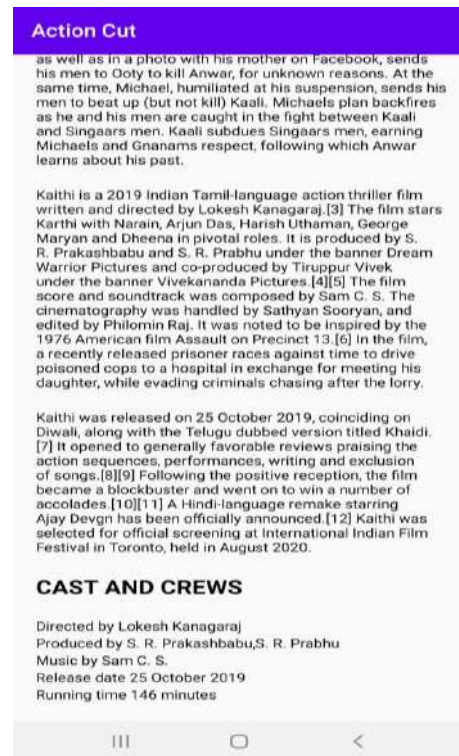 Action Cut
as well as in a photo with his mother on Facebook, sends
his men to Ooty to kill Anwar, for unknown reasons. At the
same time, Michael, humiliated at his suspension, sends his
men to beat up (but not kill) Kaali. Michaels plan backfires
as he and his men are caught in the fight between Kaali
and Singaars men. Kaali subdues Singaars men, earning
Michaels and Gnanams respect, following which Anwar
learns about his past.
Kaithi is a 2019 Indian Tamil-language action thriller film
written and directed by Lokesh Kanagaraj.[3] The film stars
Karthi with Narain, Arjun Das, Harish Uthaman, George
Maryan and Dheena in pivotal roles. It is produced by S.
R. Prakashbabu and S. R. Prabhu under the banner Dream
Warrior Pictures and co-produced by Tiruppur Vivek
under the banner Vivekananda Pictures.[4][5] The film
score and soundtrack was composed by Sam C. S. The
cinematography was handled by Sathyan Sooryan, and
edited by Philomin Raj. It was noted to be inspired by the
1976 American film Assault on Precinct 13.[6] In the film,
a recently released prisoner races against time to drive
poisoned cops to a hospital in exchange for meeting his
daughter, while evading criminals chasing after the lorry.
Kaithi was released on 25 October 2019, coinciding on
Diwali, along with the Telugu dubbed version titled Khaidi.
[7] It opened to generally favorable reviews praising the
action sequences, performances, writing and exclusion
of songs.[8][9] Following the positive reception, the film
became a blockbuster and went on to win a number of
accolades.[10][11] A Hindi-language remake starring
Ajay Devgn has been officially announced.[12] Kaithi was
selected for official screening at International Indian Film
Festival in Toronto, held in August 2020.
CAST AND CREWS
Directed by Lokesh Kanagaraj
Produced by S. R. Prakashbabu,S. R. Prabhu
Music by Sam C. S.
Release date 25 October 2019
Running time 146 minutes